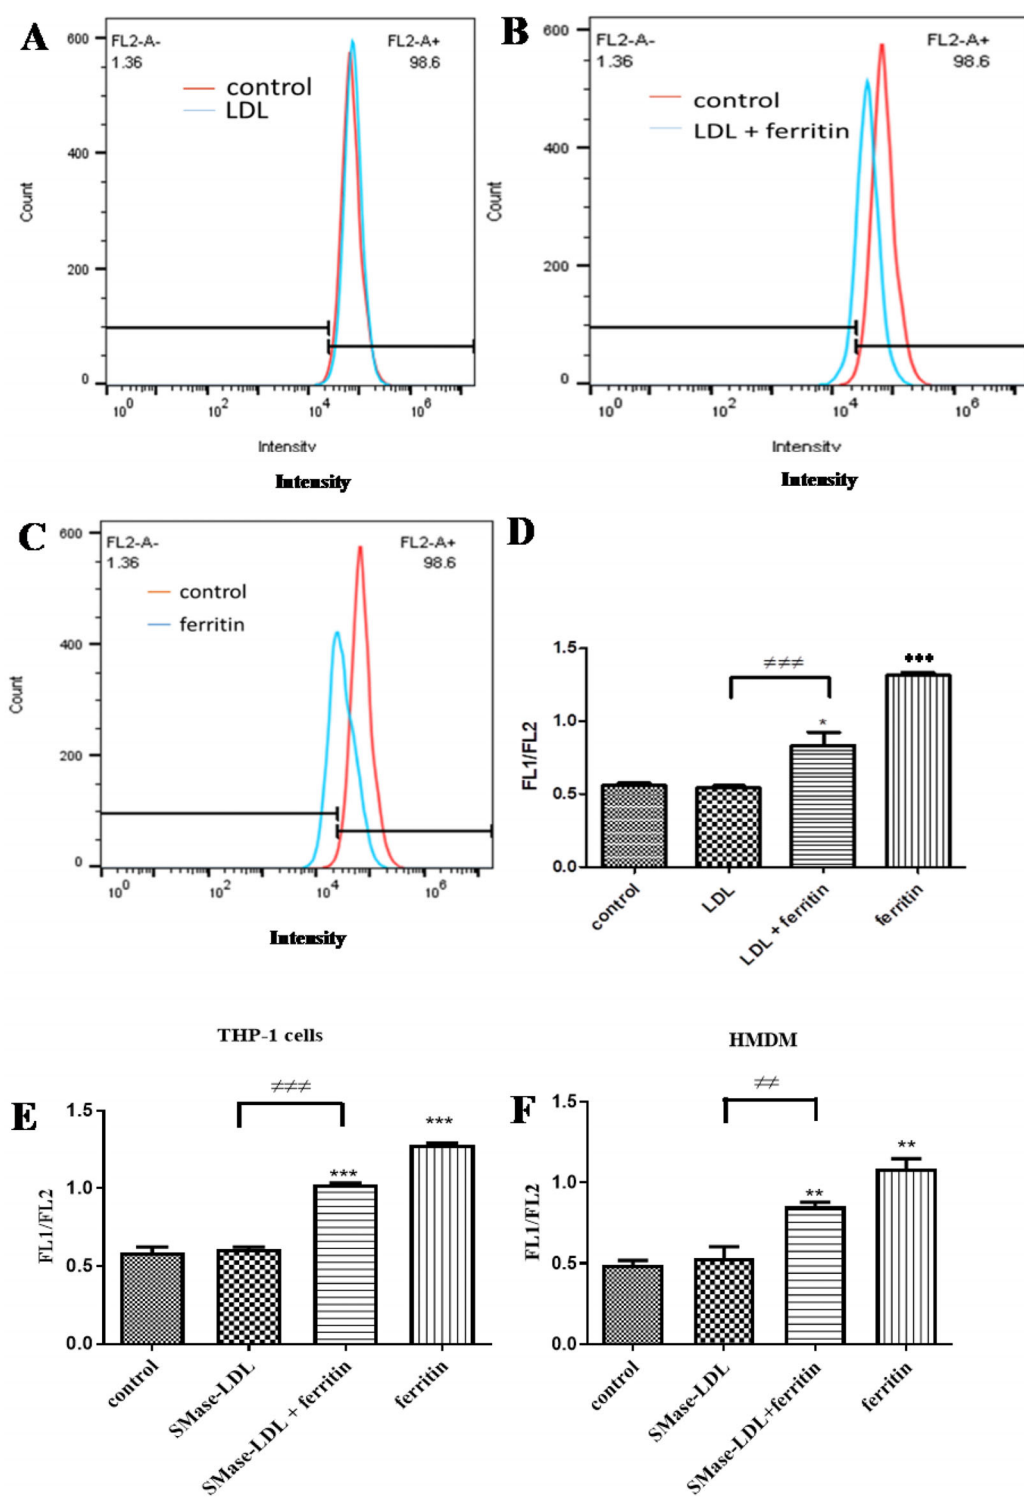 A
600
400
200
0
Count
FL2-A-
1.36
FL2-A+
98.6
control
LDL
10^0
10^2
10^4
10^6
Intensity
Intensity
B
600
400
200
0
Count
FL2-A-
1.36
FL2-A+
98.6
control
LDL + ferritin
10^0
10^2
10^4
10^6
Intensity
Intensity
C
600
400
200
0
Count
FL2-A-
1.36
FL2-A+
98.6
control
ferritin
10^0
10^2
10^4
10^6
Intensity
D
1.5
1.0
0.5
0.0
FL1/FL2
≠≠≠
*
***
control
LDL
LDL + ferritin
ferritin
THP-1 cells
E
1.5
1.0
0.5
0.0
FL1/FL2
≠≠≠
***
***
control
SMase-LDL
SMase-LDL + ferritin
ferritin
HMDM
F
1.5
1.0
0.5
0.0
FL1/FL2
≠≠
**
**
control
SMase-LDL
SMase-LDL+ferritin
ferritin